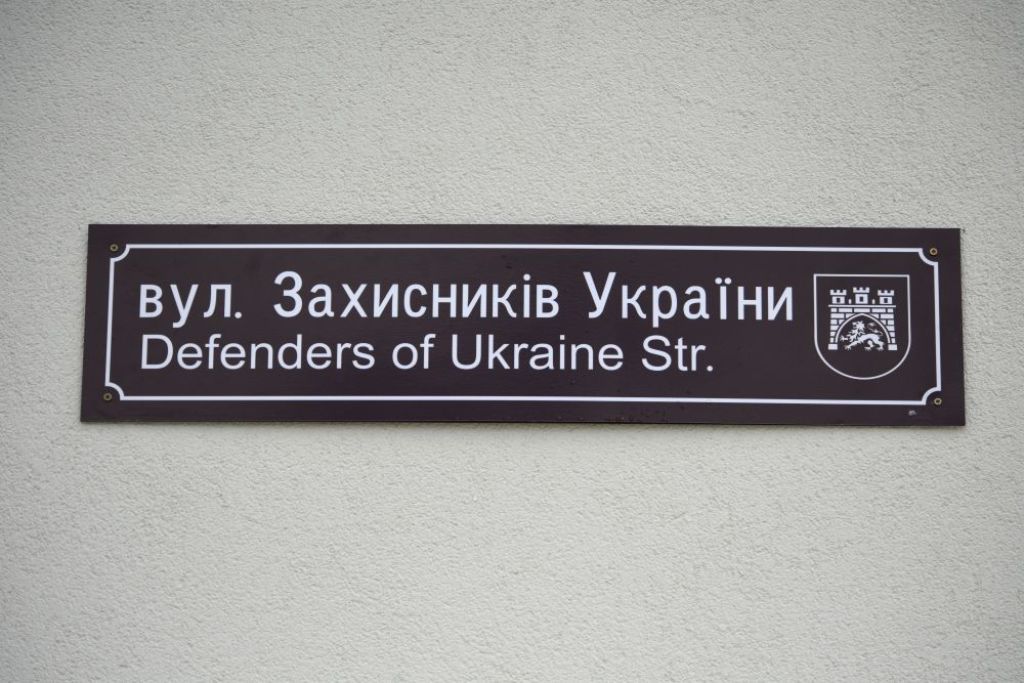 вул. Захисників України
Defenders of Ukraine Str.